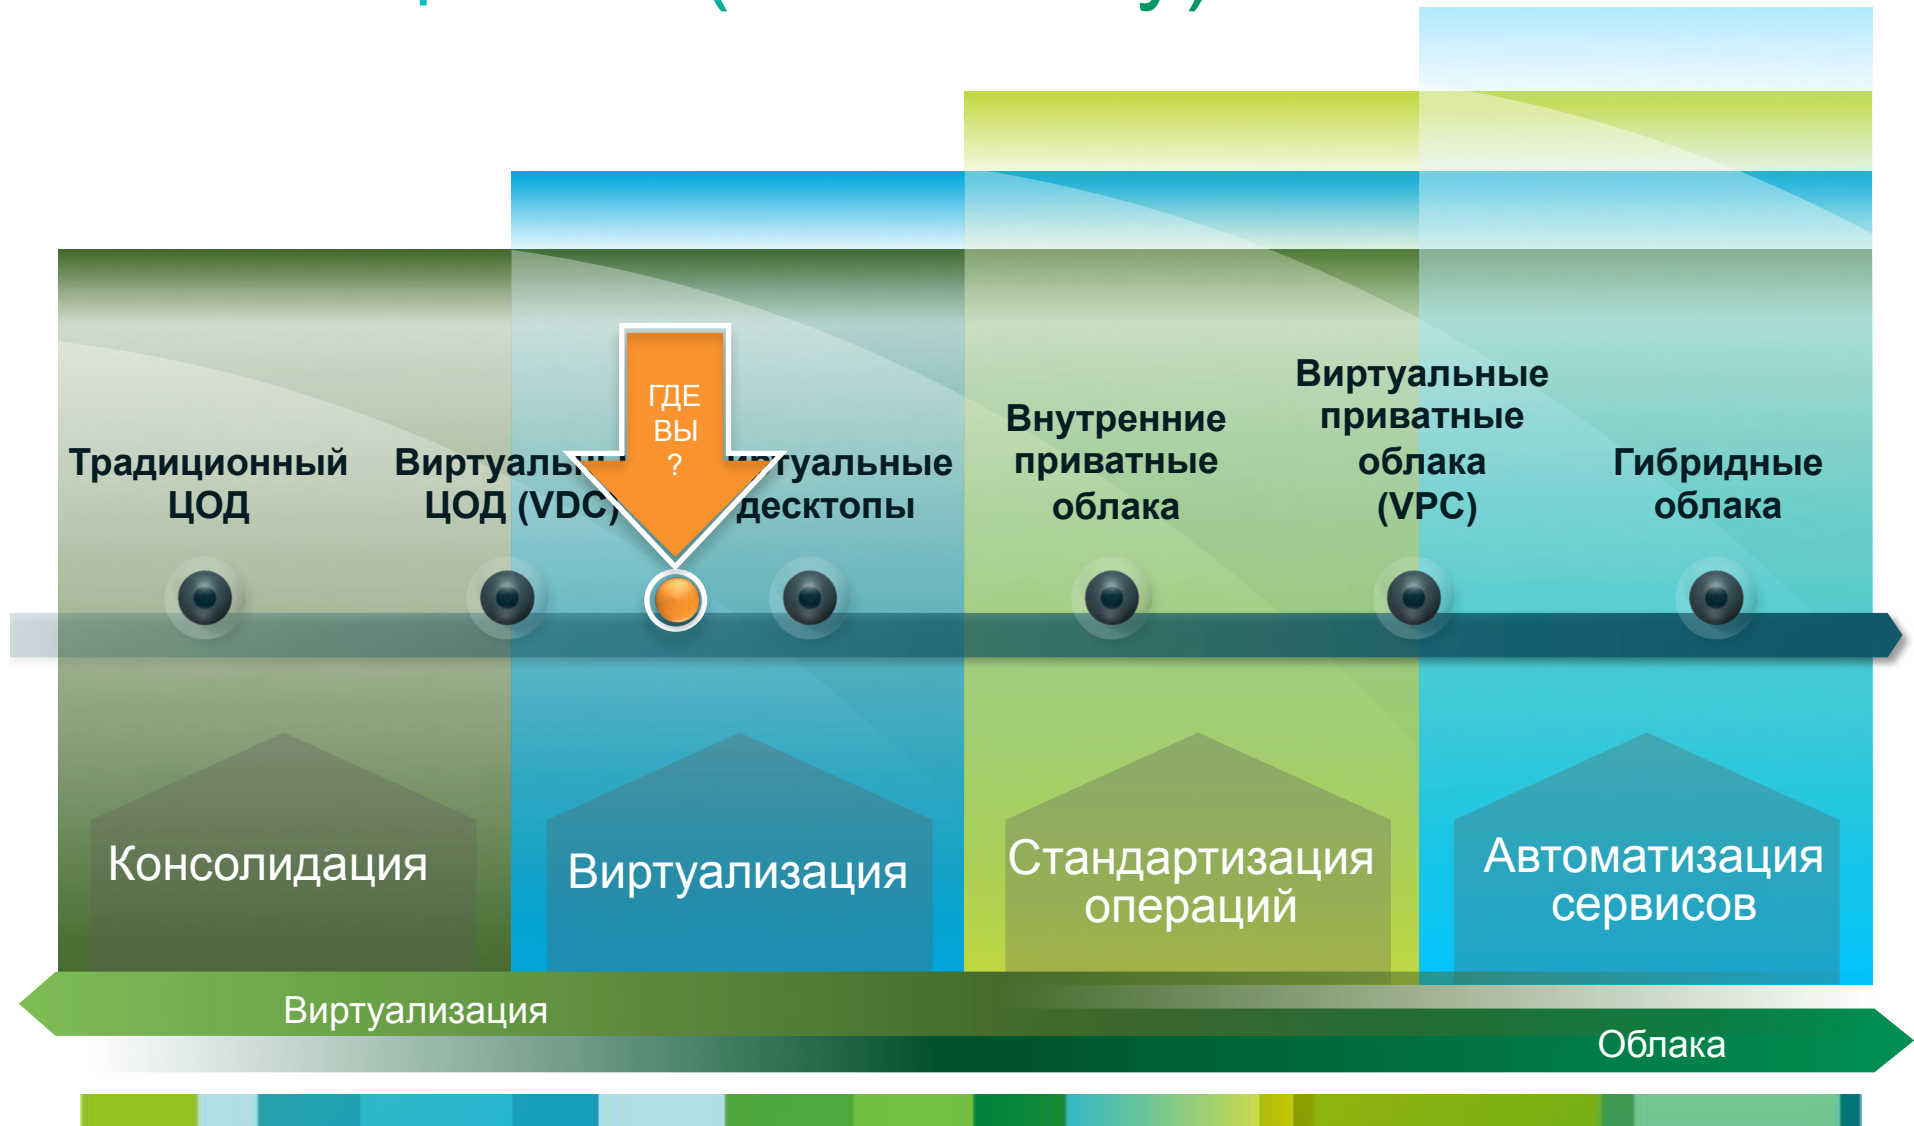 ГДЕ
ВЫ
?
Традиционный
ЦОД
ЦОД (VDC)
десктопы
Внутренние
приватные
облака
Виртуальные
приватные
облака
(VPC)
Гибридные
облака
Консолидация
Виртуализация
Стандартизация
операций
Автоматизация
сервисов
Виртуализация
Облака